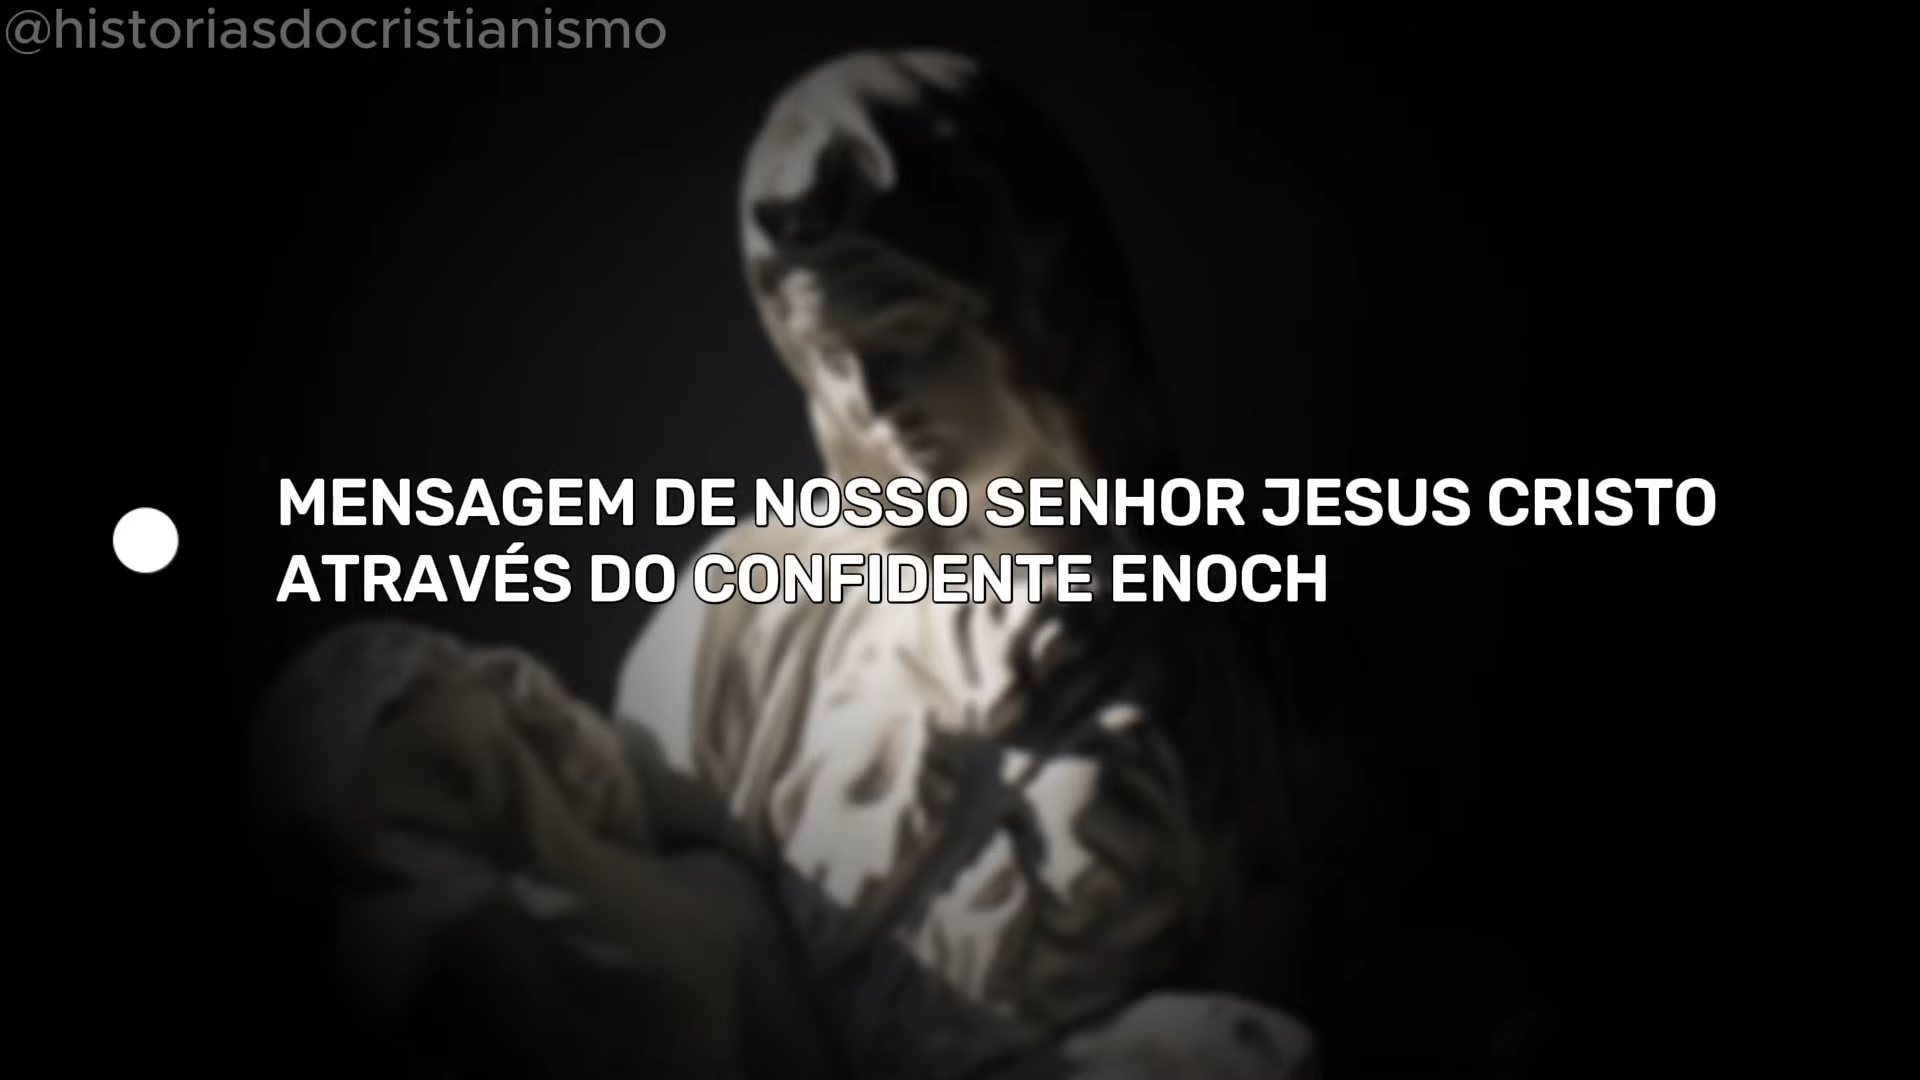 @historiasdocristianismo
MENSAGEM DE NOSSO SENHOR JESUS CRISTO
ATRAVÉS DO CONFIDENTE ENOCH